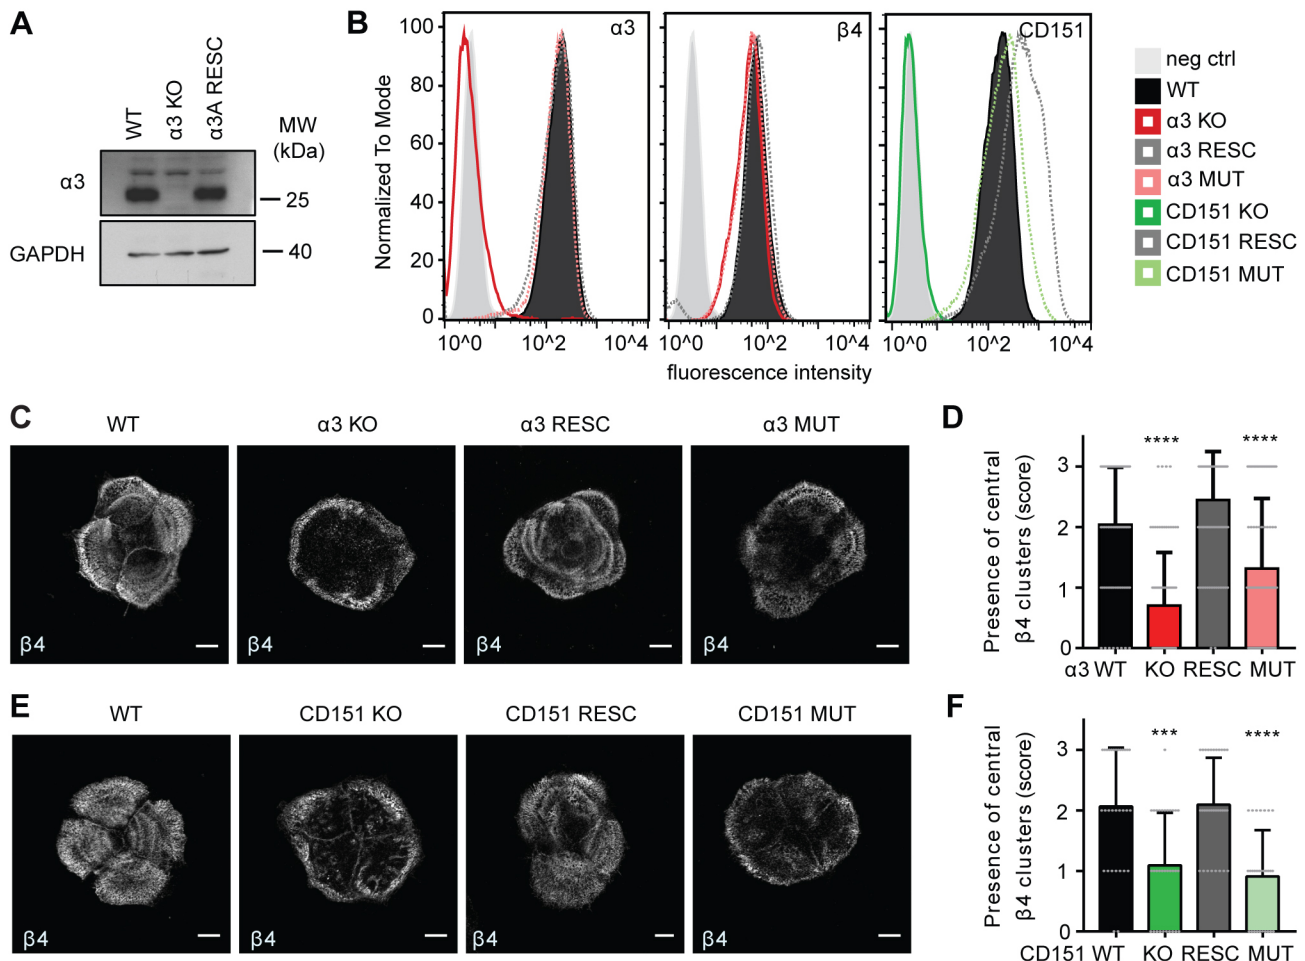 A
WT
α3 KO
α3A RESC
MW
(kDa)
α3
25
GAPDH
40
B
Normalized To Mode
100
80
60
40
20
0
α3
β4
CD151
10^0 10^2 10^4
10^0 10^2 10^4
10^0 10^2 10^4
fluorescence intensity
neg ctrl
WT
α3 KO
α3 RESC
α3 MUT
CD151 KO
CD151 RESC
CD151 MUT
C
WT
α3 KO
α3 RESC
α3 MUT
β4
β4
β4
β4
D
Presence of central
β4 clusters (score)
3
2
1
0
****
****
α3 WT KO RESC MUT
E
WT
CD151 KO
CD151 RESC
CD151 MUT
β4
β4
β4
β4
F
Presence of central
β4 clusters (score)
3
2
1
0
***
****
CD151 WT KO RESC MUT